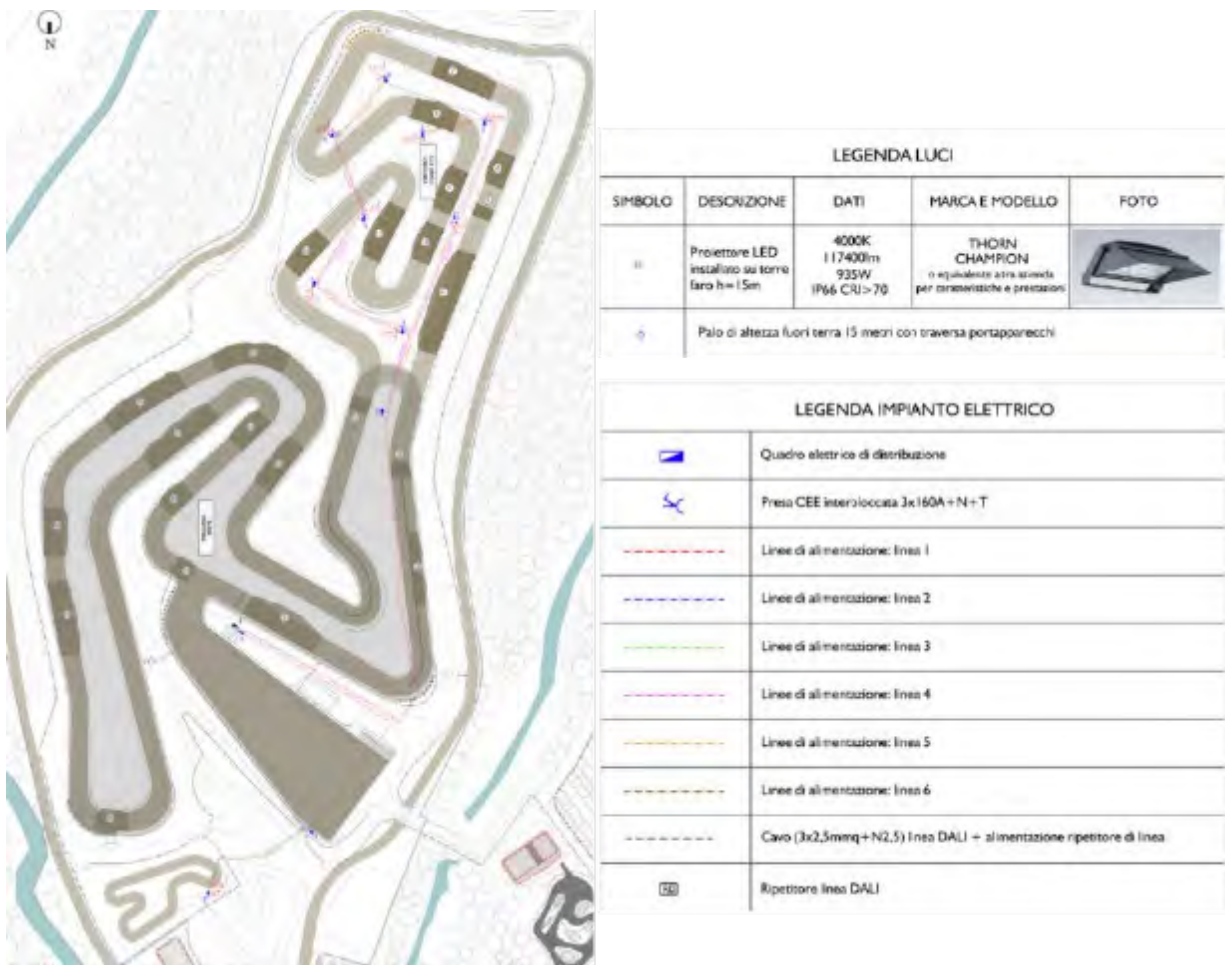 N
LEGENDA LUCI
SIMBOLO DESCRIZIONE DATI MARCA E MODELLO FOTO
Proiettore LED
installato su torre
faro h=15m
4000K
117400lm
935W
IP66 CRI>70
THORN
CHAMPION
o equivalente altra azienda
per caratteristiche e prestazioni
Palo di altezza fuori terra 15 metri con traversa portapparecchi
LEGENDA IMPIANTO ELETTRICO
Quadro elettrico di distribuzione
Presa CEE interbloccata 3x160A+N+T
Linee di alimentazione: linea 1
Linee di alimentazione: linea 2
Linee di alimentazione: linea 3
Linee di alimentazione: linea 4
Linee di alimentazione: linea 5
Linee di alimentazione: linea 6
Cavo (3x2,5mmq+N2,5) linea DALI + alimentazione ripetitore di linea
Ripetitore linea DALI